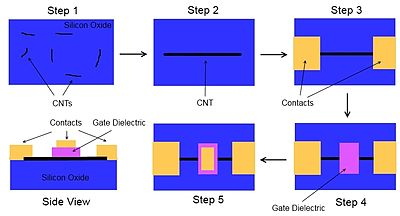 Step 1
Step 2
Step 3
Silicon Oxide
CNTs
CNT
Contacts
Contacts
Gate Dielectric
Silicon Oxide
Side View
Step 5
Gate Dielectric
Step 4